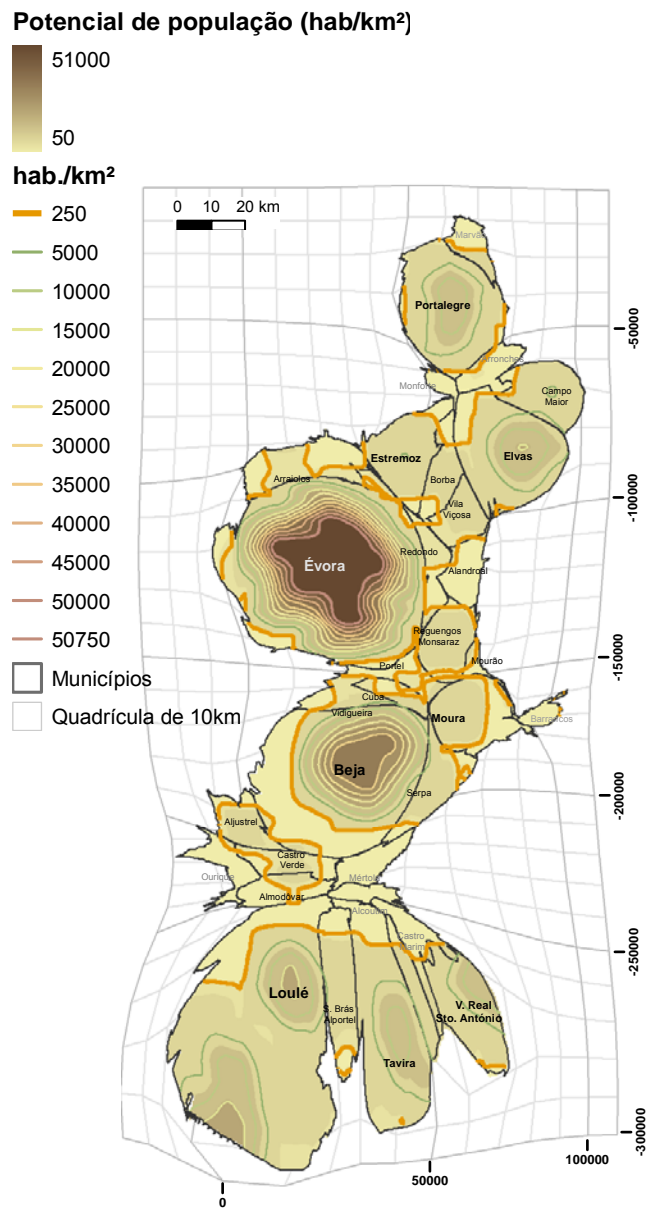 Potencial de população (hab/km²)
51000
50
hab./km²
250
5000
10000
15000
20000
25000
30000
35000
40000
45000
50000
50750
Municípios
Quadrícula de 10km
0 10 20 km
Marvão
Portalegre
-50000
Arronches
Monforte
Campo
Maior
Estremoz
Elvas
Arraiolos
Borba
-100000
Vila
Viçosa
Redondo
Évora
Alandroal
Reguengos
Monsaraz
-150000
Mourão
Portel
Cuba
Vidigueira
Moura
Barrancos
Beja
Serpa
-200000
Aljustrel
Castro
Verde
Ourique
Mértola
Almodôvar
Alcoutim
Castro
Marim
-250000
Loulé
S. Brás
Alportel
V. Real
Sto. António
Tavira
-300000
0
50000
100000